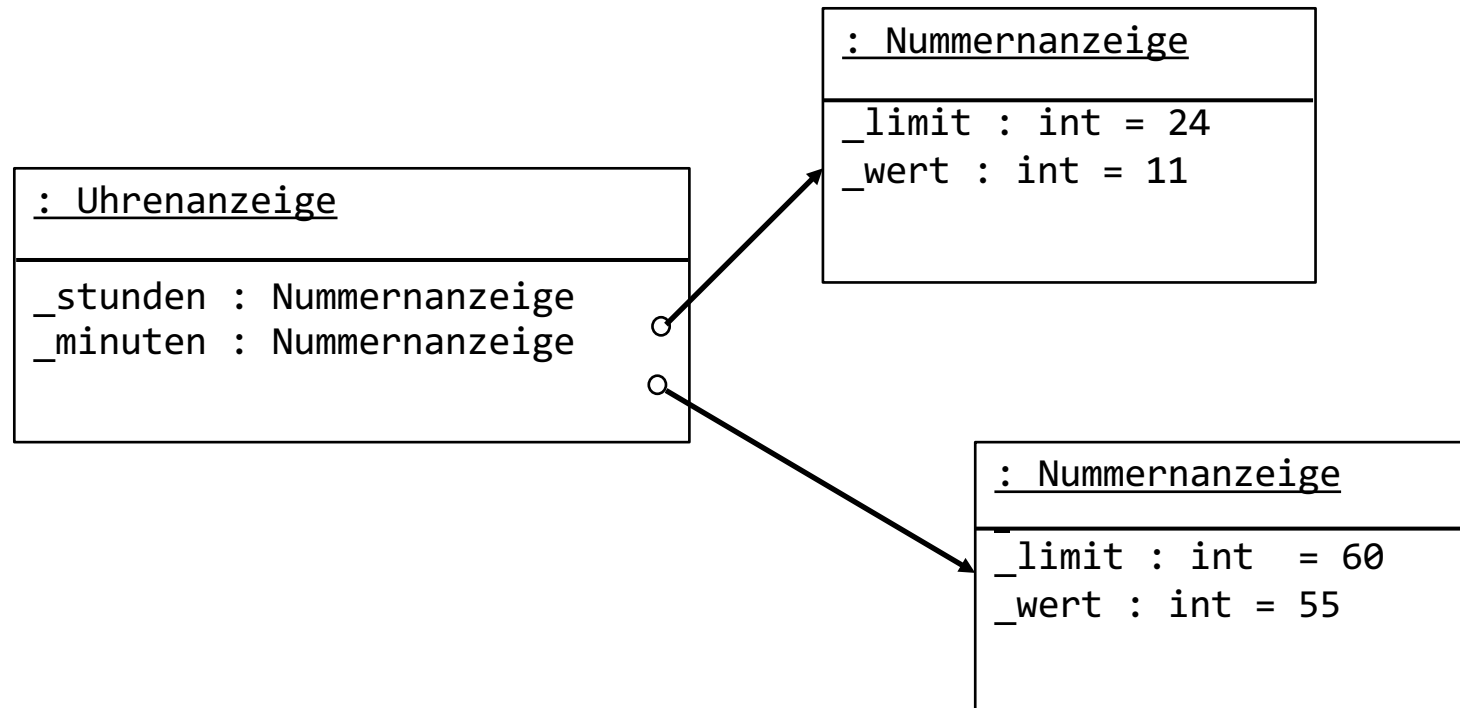 : Nummernanzeige
_limit : int = 24
_wert : int = 11
: Uhrenanzeige
_stunden : Nummernanzeige
_minuten : Nummernanzeige
: Nummernanzeige
_limit : int  = 60
_wert : int = 55